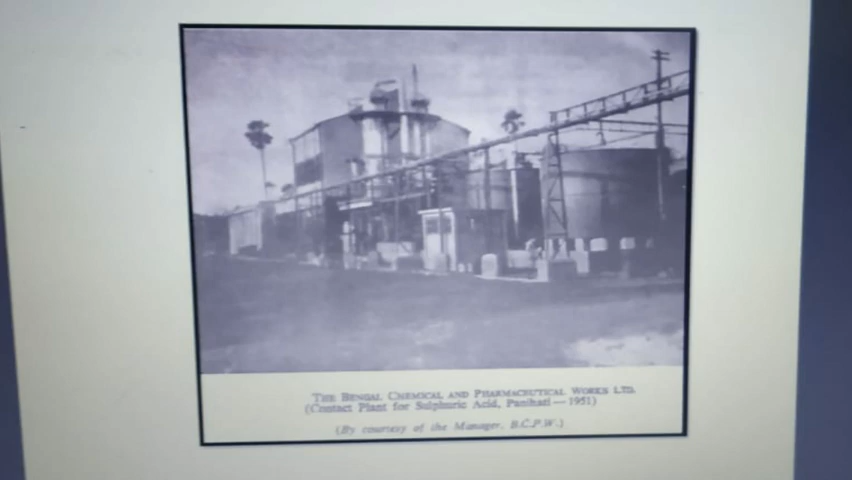 THE BENGAL CHEMICAL AND PHARMACEUTICAL WORKS LTD.
(Contact Plant for Sulphuric Acid, Panihati — 1951)
(By courtesy of the Manager, B.C.P.W.)